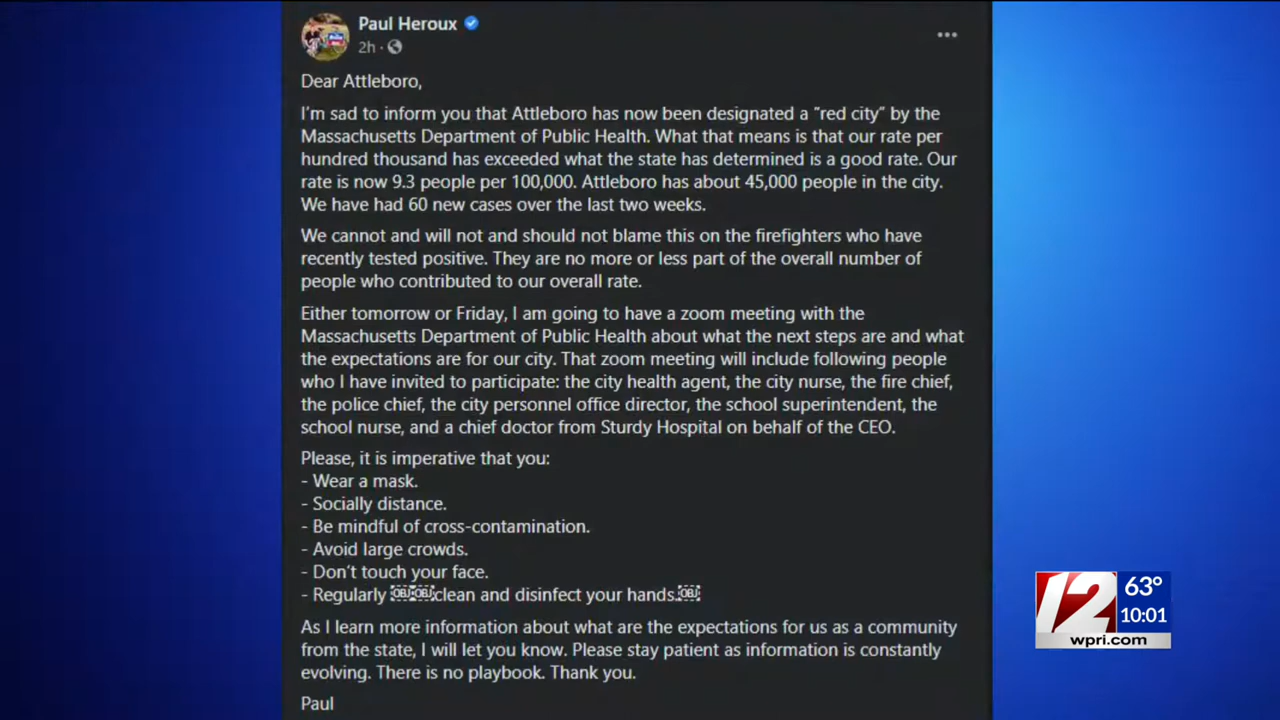 Paul Heroux
2h
Dear Attleboro,
I'm sad to inform you that Attleboro has now been designated a "red city" by the
Massachusetts Department of Public Health. What that means is that our rate per
hundred thousand has exceeded what the state has determined is a good rate. Our
rate is now 9.3 people per 100,000. Attleboro has about 45,000 people in the city.
We have had 60 new cases over the last two weeks.
We cannot and will not and should not blame this on the firefighters who have
recently tested positive. They are no more or less part of the overall number of
people who contributed to our overall rate.
Either tomorrow or Friday, I am going to have a zoom meeting with the
Massachusetts Department of Public Health about what the next steps are and what
the expectations are for our city. That zoom meeting will include following people
who I have invited to participate: the city health agent, the city nurse, the fire chief,
the police chief, the city personnel office director, the school superintendent, the
school nurse, and a chief doctor from Sturdy Hospital on behalf of the CEO.
Please, it is imperative that you:
- Wear a mask.
- Socially distance.
- Be mindful of cross-contamination.
- Avoid large crowds.
- Don't touch your face.
- Regularly OBJ OBJ clean and disinfect your hands. OBJ
As I learn more information about what are the expectations for us as a community
from the state, I will let you know. Please stay patient as information is constantly
evolving. There is no playbook. Thank you.
Paul
12
63°
10:01
wpri.com